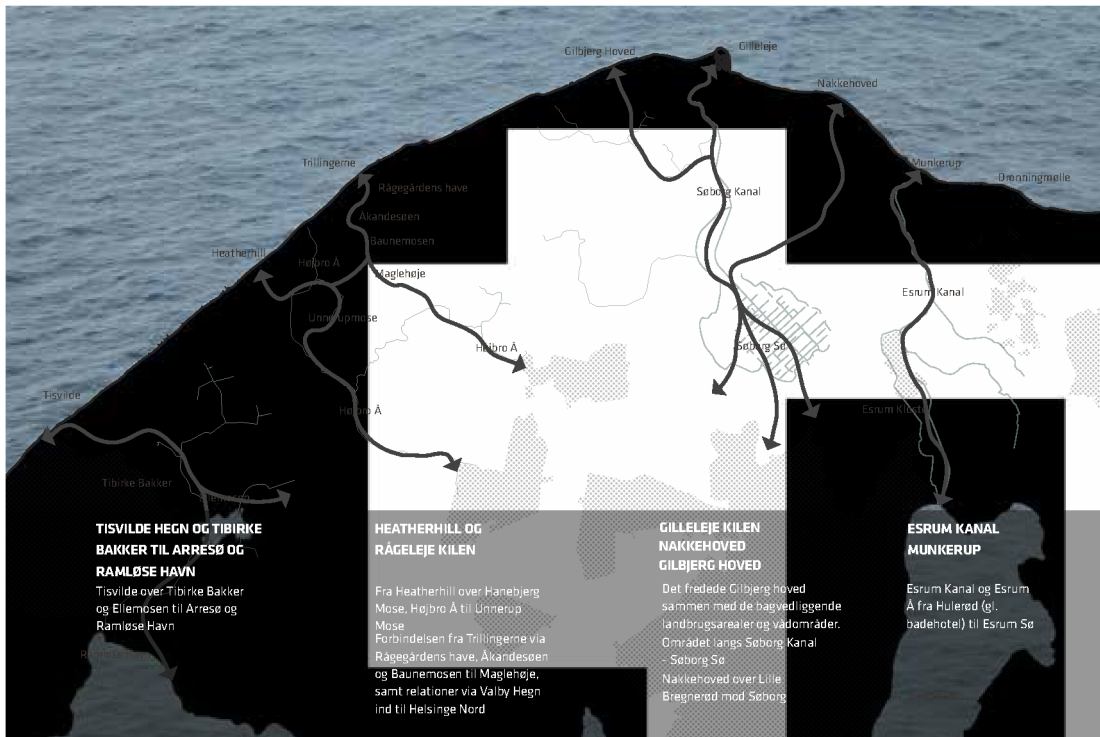 Gilleleje
Gilbjerg Hoved
Nakkehoved
Trillingerne
Munkerup
Dronningmølle
Rågegårdens have
Søborg Kanal
Åkandesøen
Baunemosen
Heatherhill
Højbro Å
Maglehøje
Esrum Kanal
Unnerupmose
Højbro Å
Søborg Sø
Tisvilde
Højbro Å
Esrum Kloster
Tibirke Bakker
Ellemosen
TISVILDE HEGN OG TIBIRKE
BAKKER TIL ARRESØ OG
RAMLØSE HAVN
Tisvilde over Tibirke Bakker
og Ellemosen til Arresø og
Ramløse Havn
HEATHERHILL OG
RÅGELEJE KILEN
Fra Heatherhill over Hanebjerg
Mose, Højbro Å til Unnerup
Mose
Forbindelsen fra Trillingerne via
Rågegårdens have, Åkandesøen
og Baunemosen til Maglehøje,
samt relationer via Valby Hegn
ind til Helsinge Nord
GILLELEJE KILEN
NAKKEHOVED
GILBJERG HOVED
Det fredede Gilbjerg hoved
sammen med de bagvedliggende
landbrugsarealer og vådområder.
Området langs Søborg Kanal
- Søborg Sø
Nakkehoved over Lille
Bregnerød mod Søborg
ESRUM KANAL
MUNKERUP
Esrum Kanal og Esrum
Å fra Hulerød (gl.
badehotel) til Esrum Sø